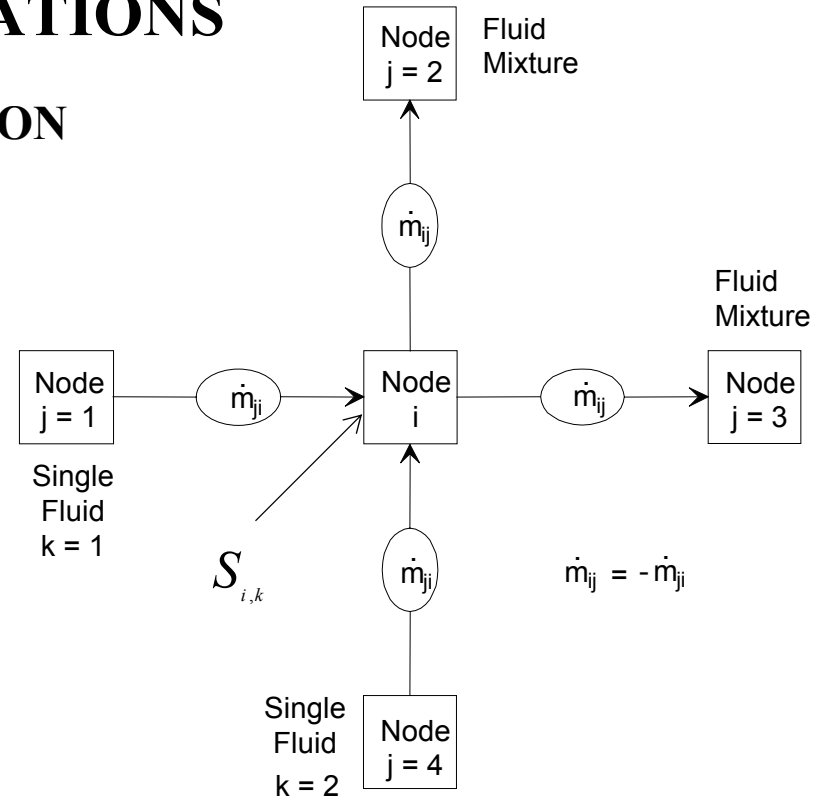 ATIONS
ON
Node
j = 2
Fluid
Mixture
ṁij
Fluid
Mixture
Node
j = 1
ṁji
Node
i
ṁij
Node
j = 3
Single
Fluid
k = 1
Si,k
ṁji
ṁij = - ṁji
Single
Fluid
k = 2
Node
j = 4